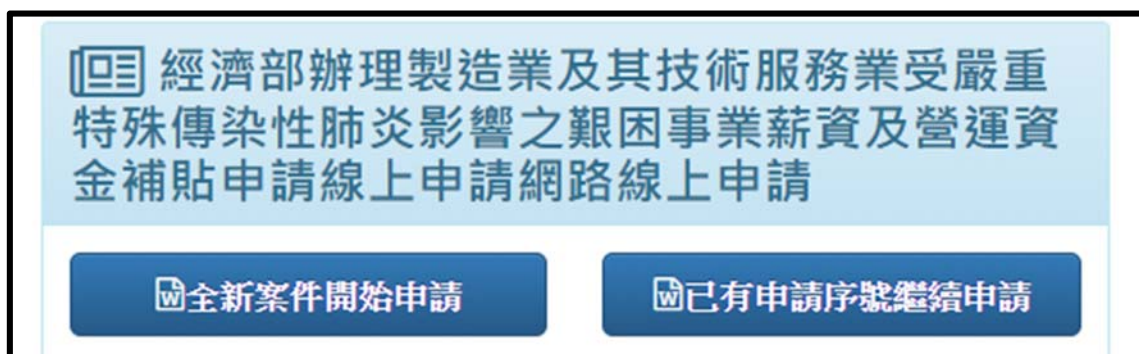 經濟部辦理製造業及其技術服務業受嚴重
特殊傳染性肺炎影響之艱困事業薪資及營運資
金補貼申請線上申請網路線上申請
全新案件開始申請
已有申請序號繼續申請